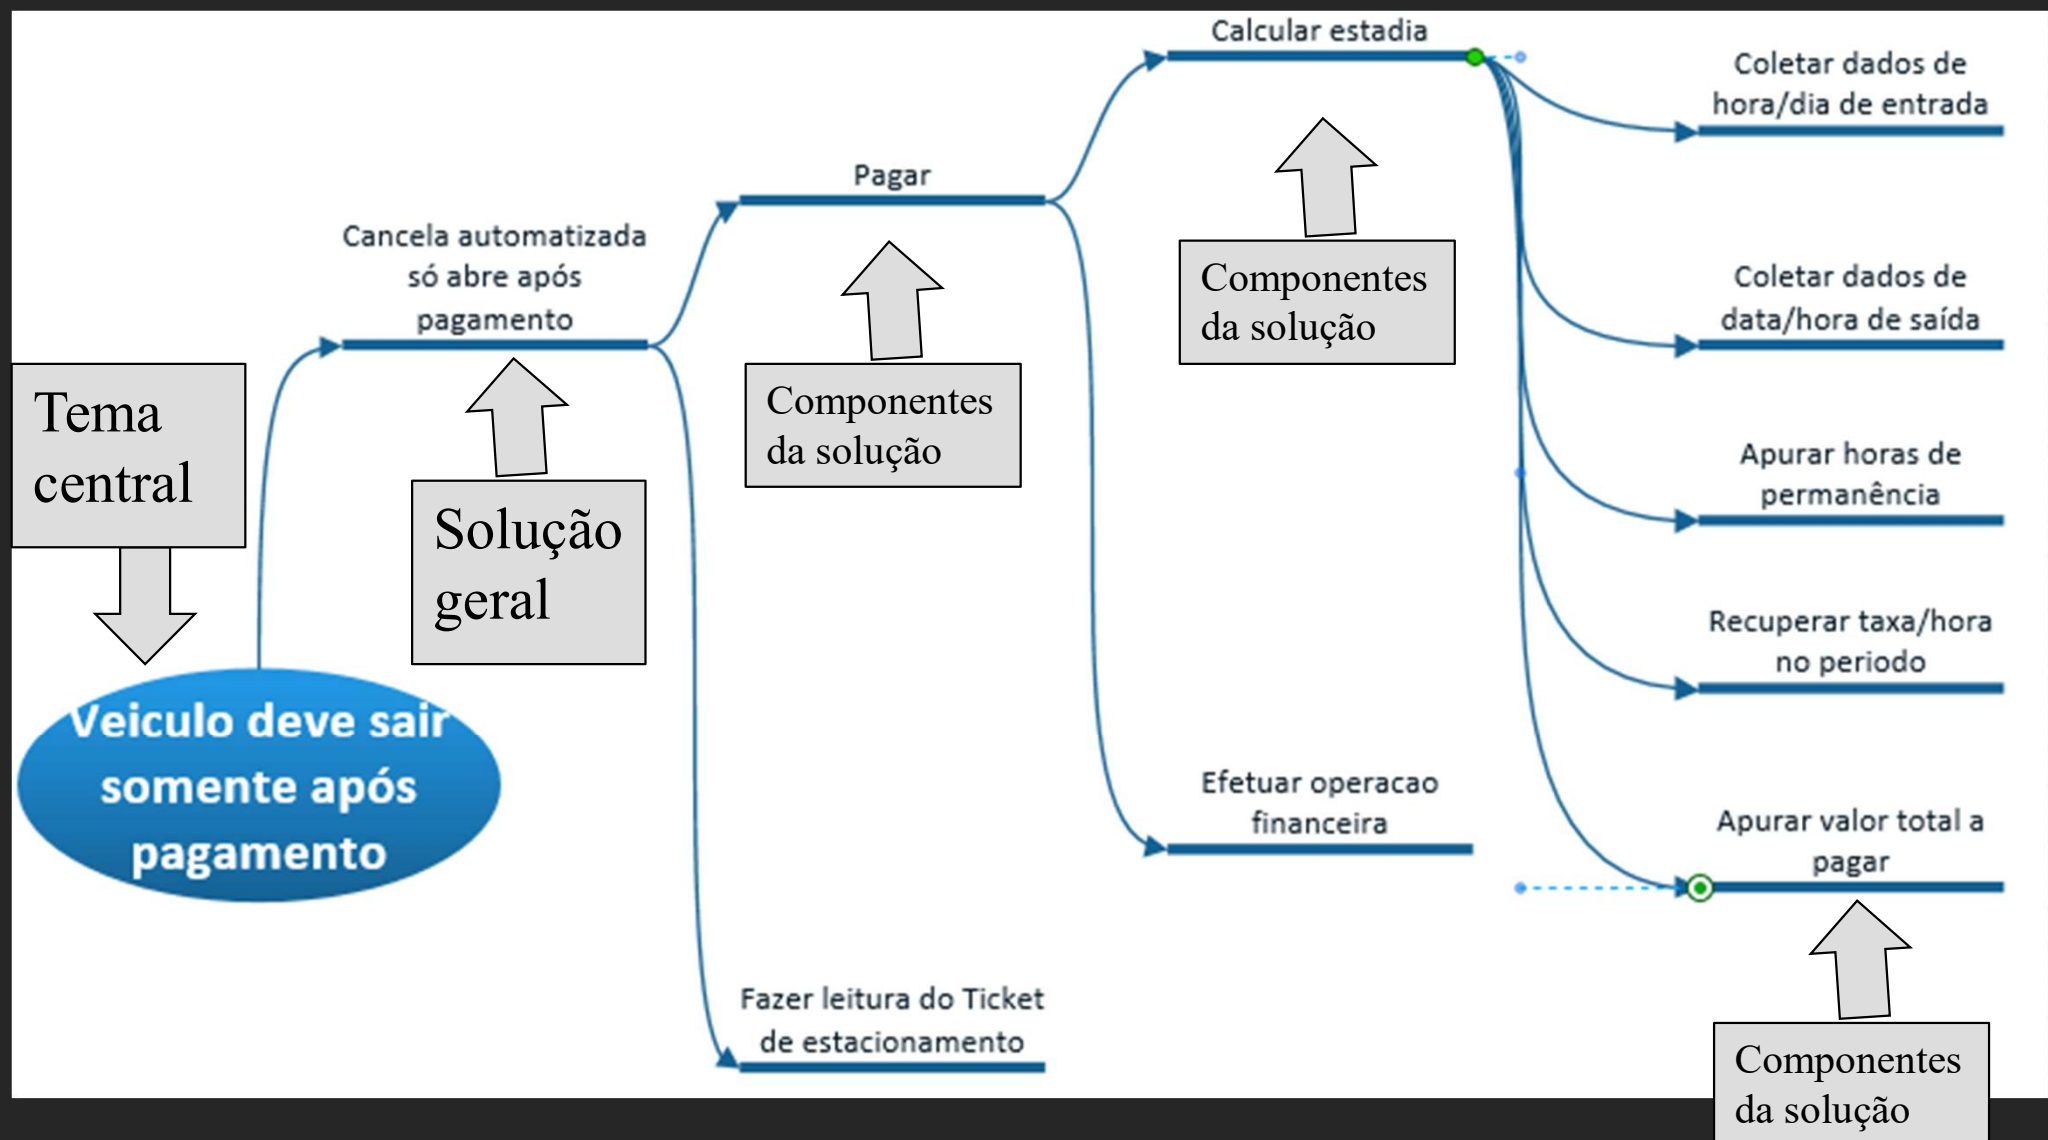 Calcular estadia
Coletar dados de
hora/dia de entrada
Pagar
Cancela automatizada
só abre após
pagamento
Componentes
da solução
Coletar dados de
data/hora de saída
Tema
central
Componentes
da solução
Solução
geral
Apurar horas de
permanência
Recuperar taxa/hora
no periodo
Veiculo deve sair
somente após
pagamento
Efetuar operacao
financeira
Apurar valor total a
pagar
Fazer leitura do Ticket
de estacionamento
Componentes
da solução